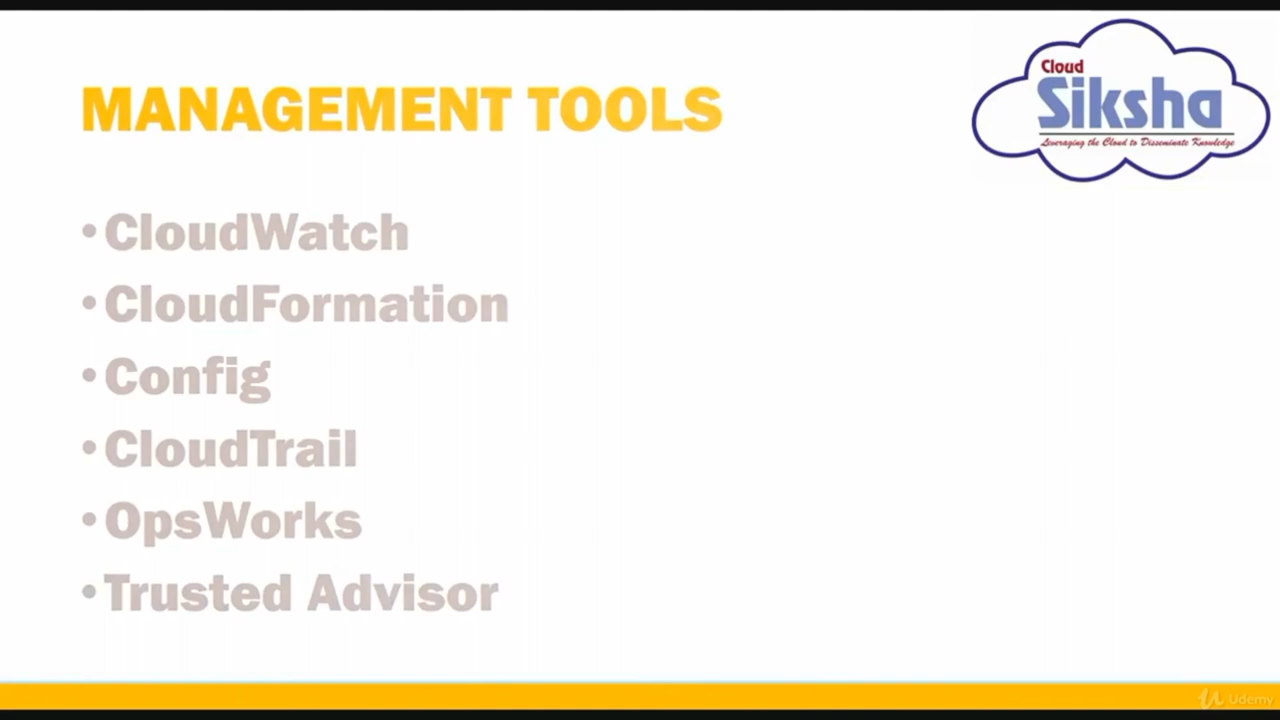 MANAGEMENT TOOLS
Cloud
Siksha
Leveraging the Cloud to Disseminate Knowledge
• CloudWatch
• CloudFormation
• Config
• CloudTrail
• OpsWorks
• Trusted Advisor
Udemy